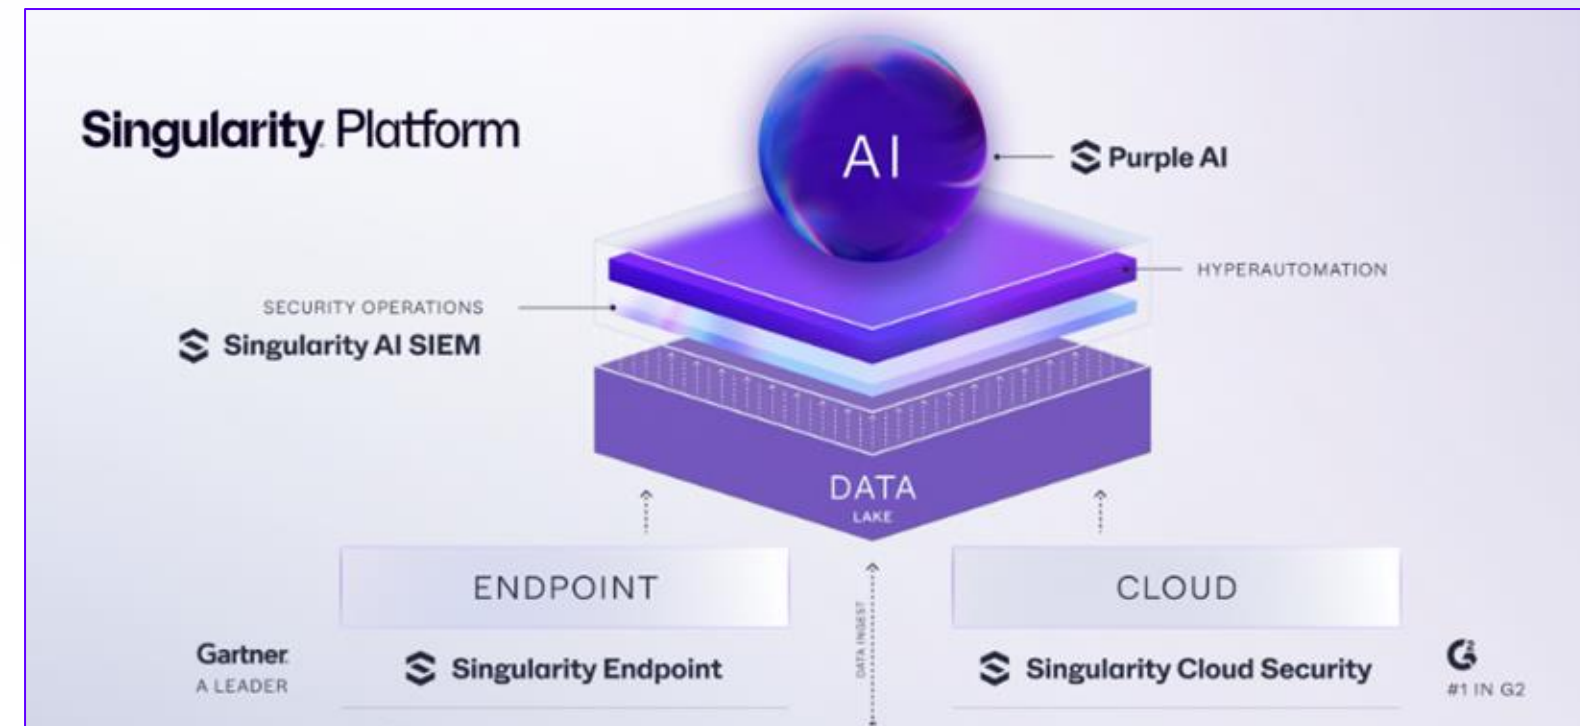 Singularity Platform
AI
Purple AI
HYPERAUTOMATION
SECURITY OPERATIONS
Singularity AI SIEM
DATA
LAKE
ENDPOINT
CLOUD
DATA INGEST
Gartner
A LEADER
Singularity Endpoint
Singularity Cloud Security
G2
#1 IN G2